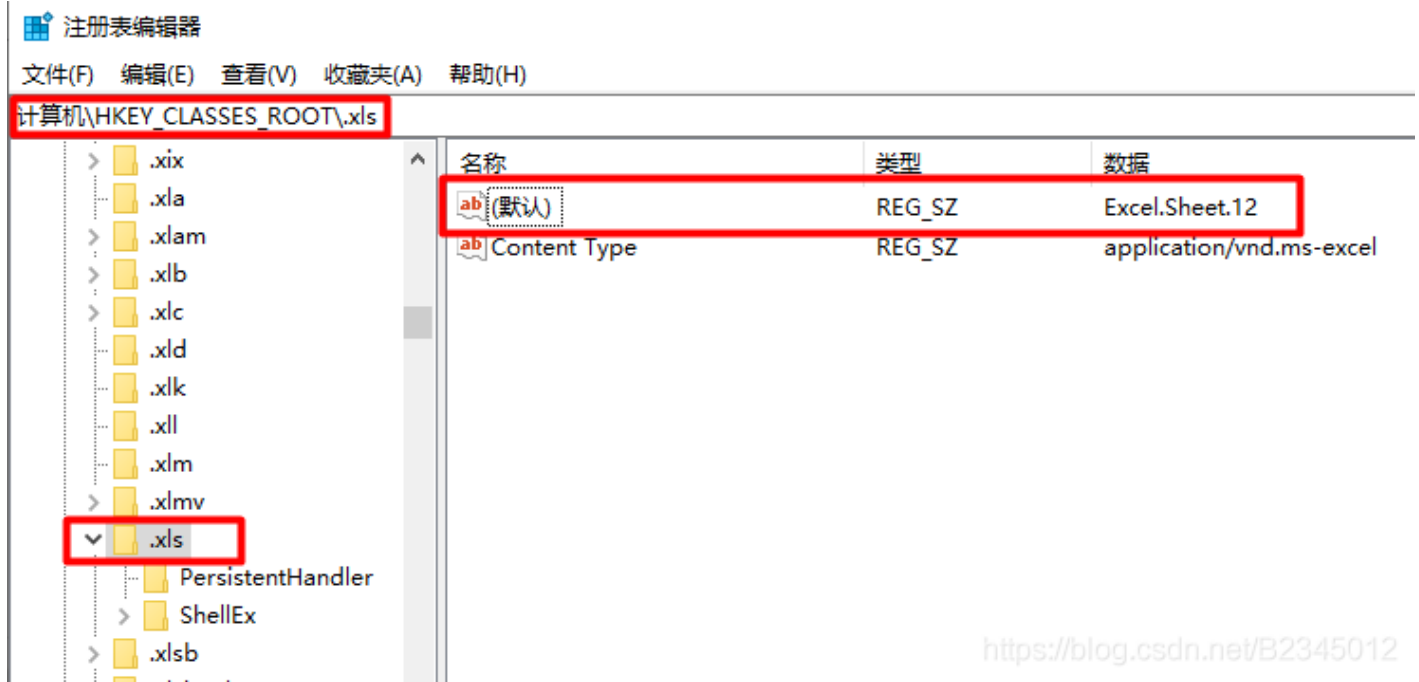 注册表编辑器
文件(F) 编辑(E) 查看(V) 收藏夹(A) 帮助(H)
计算机\HKEY_CLASSES_ROOT\.xls
.xix
.xla
.xlam
.xlb
.xlc
.xld
.xlk
.xll
.xlm
.xlmv
.xls
PersistentHandler
ShellEx
.xlsb
名称 类型 数据
ab (默认) REG_SZ Excel.Sheet.12
ab Content Type REG_SZ application/vnd.ms-excel
https://blog.csdn.net/B2345012